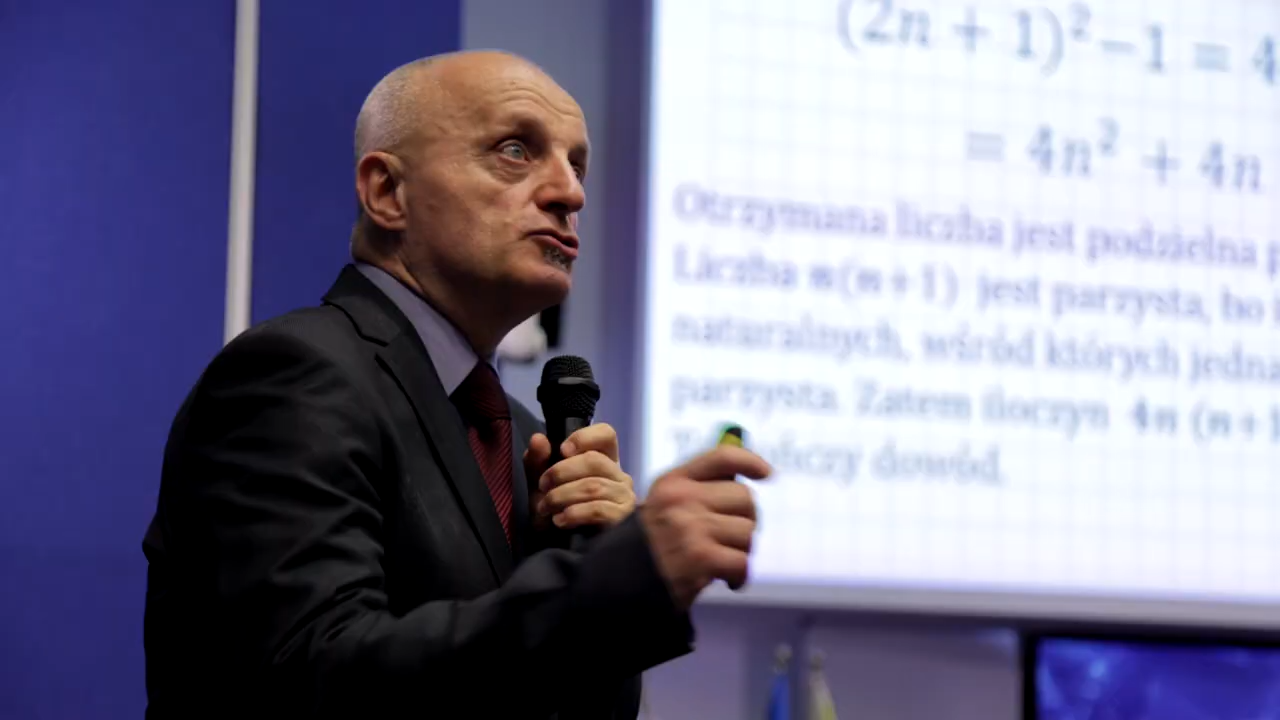 (2n + 1)² − 1 = 4
= 4n² + 4n
Otrzymana liczba jest podzielna p
Liczba n(n + 1) jest parzysta, bo
naturalnych, wśród których jedna
parzysta. Zatem iloczyn 4n (n + 1
dowód.